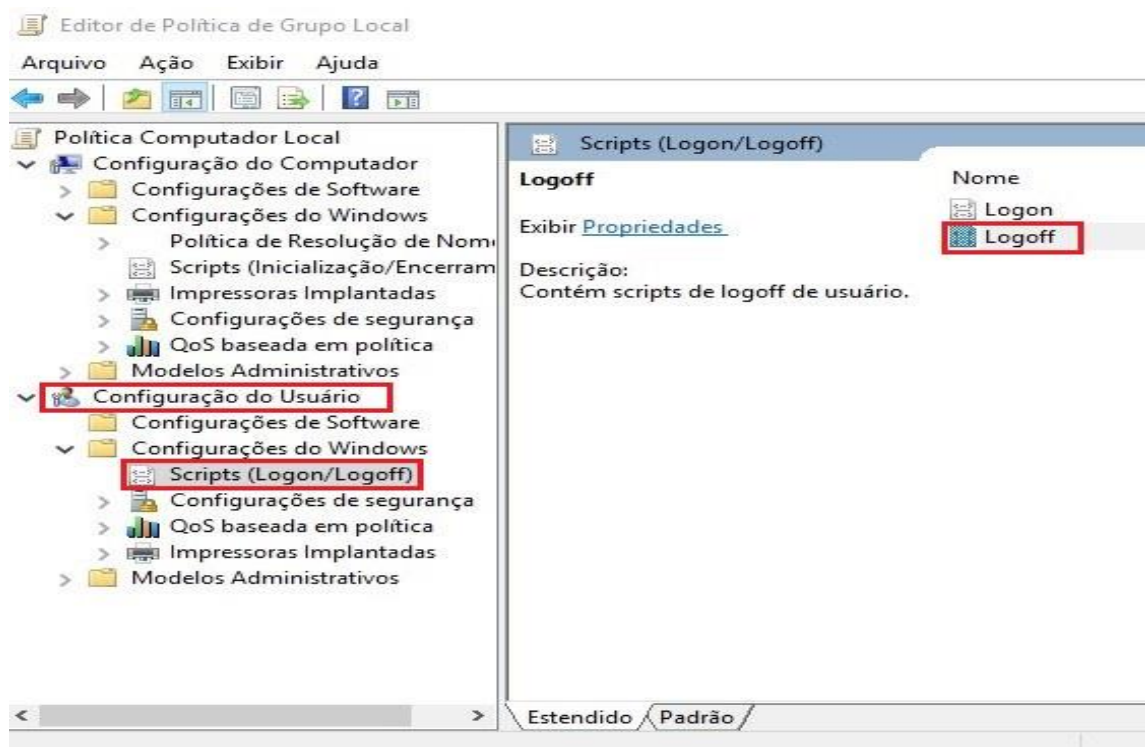 Editor de Política de Grupo Local
Arquivo Ação Exibir Ajuda
Política Computador Local
Configuração do Computador
Configurações de Software
Configurações do Windows
Política de Resolução de Nom
Scripts (Inicialização/Encerram
Impressoras Implantadas
Configurações de segurança
QoS baseada em política
Modelos Administrativos
Configuração do Usuário
Configurações de Software
Configurações do Windows
Scripts (Logon/Logoff)
Configurações de segurança
QoS baseada em política
Impressoras Implantadas
Modelos Administrativos
Scripts (Logon/Logoff)
Logoff
Exibir Propriedades
Descrição:
Contém scripts de logoff de usuário.
Nome
Logon
Logoff
Estendido Padrão